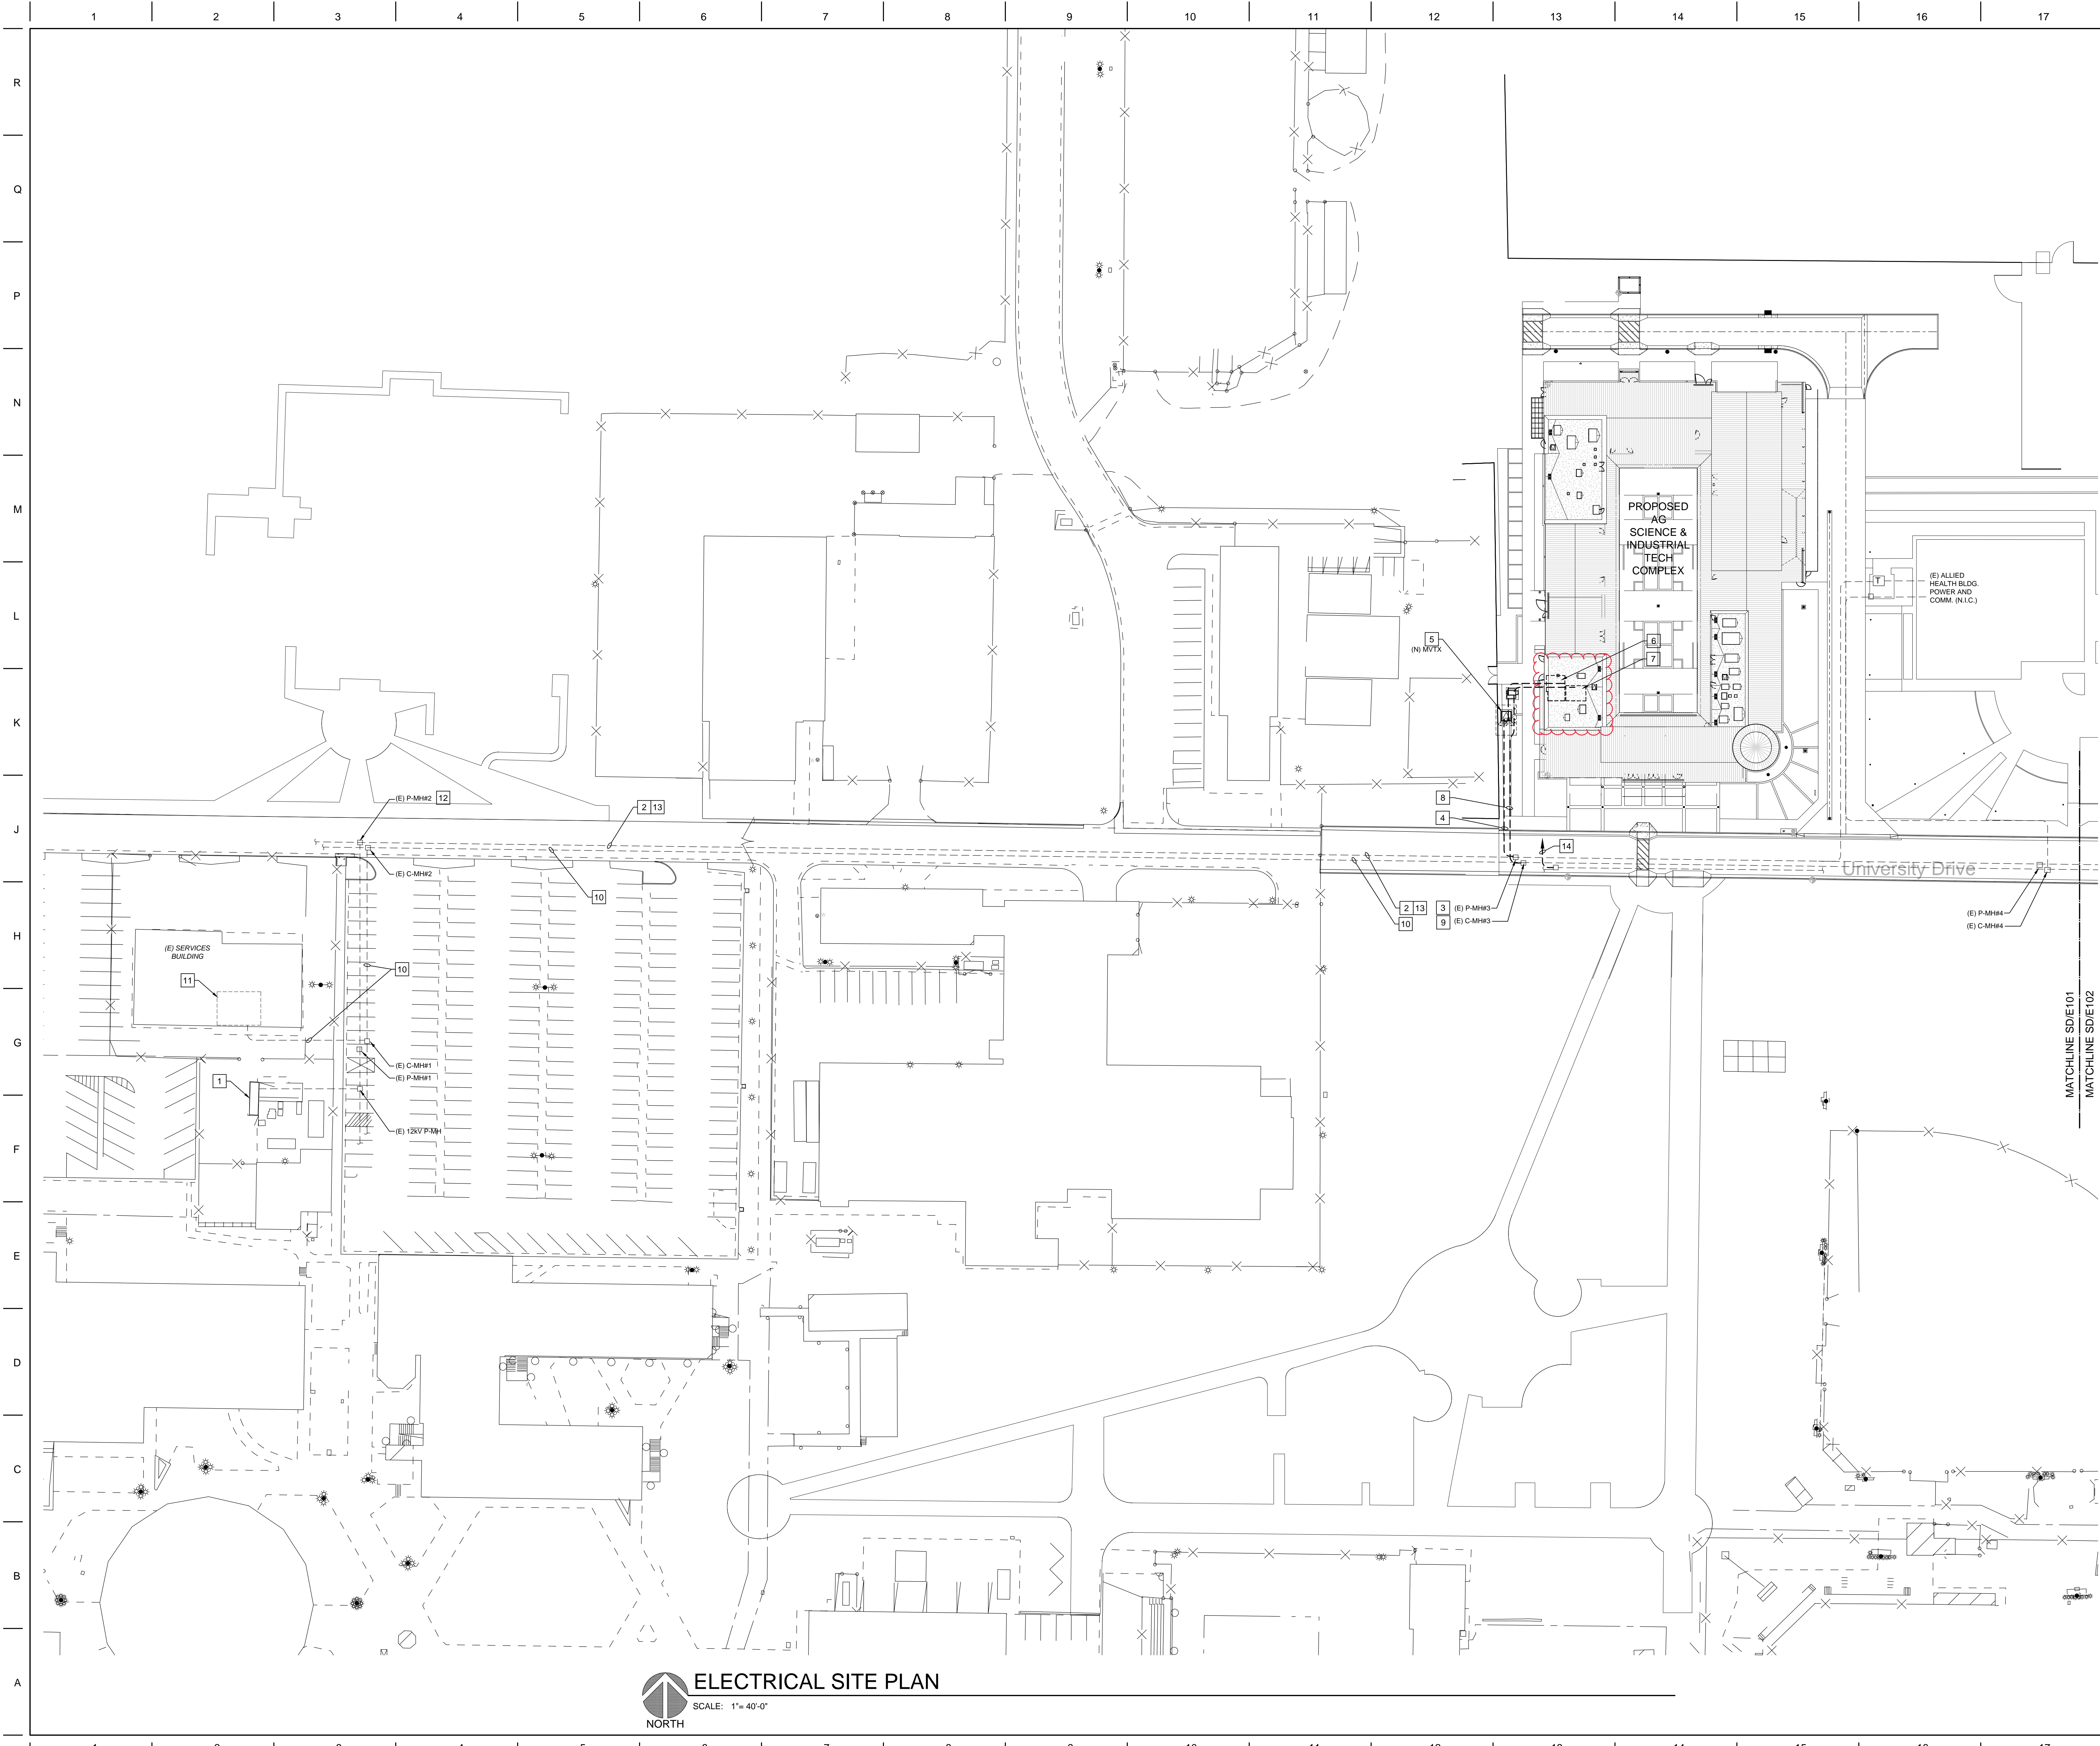 1 2 3 4 5 6 7 8 9 10 11 12 13 14 15 16 17
R
Q
P
N
M
L
K
J
H
G
F
E
D
C
B
A
PROPOSED
AG
SCIENCE &
INDUSTRIAL
TECH
COMPLEX
(E) ALLIED
HEALTH BLDG.
POWER AND
COMM. (N.I.C.)
T
5
(N) MVTX
6
7
8
4
14
(E) P-MH#2 12
2 13
(E) C-MH#2
10
University Drive
2 13
10
3 (E) P-MH#3
9 (E) C-MH#3
(E) P-MH#4
(E) C-MH#4
(E) SERVICES
BUILDING
11
10
(E) C-MH#1
(E) P-MH#1
1
(E) 12kV P-MH
MATCHLINE SD/E101
MATCHLINE SD/E102
ELECTRICAL SITE PLAN
SCALE: 1"= 40'-0"
NORTH